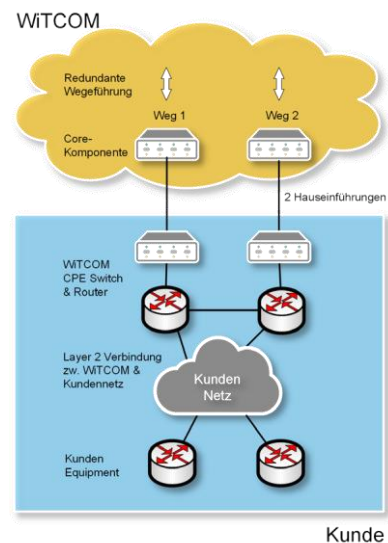 WiTCOM
Redundante
Wegeführung
Weg 1
Weg 2
Core-
Komponente
2 Hauseinführungen
WiTCOM
CPE Switch
& Router
Layer 2 Verbindung
zw. WiTCOM &
Kundennetz
Kunden
Netz
Kunden
Equipment
Kunde